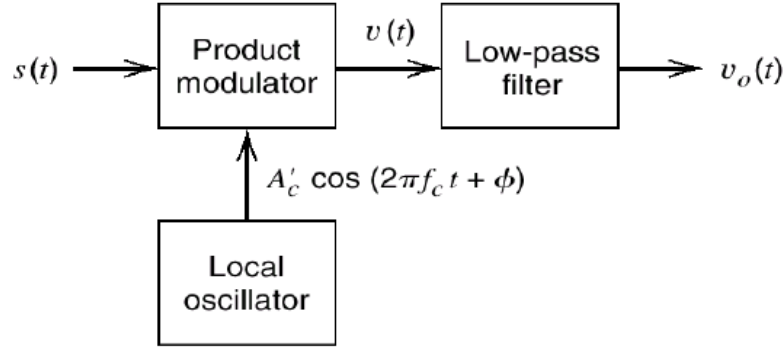 s(t)
Product
modulator
v(t)
Low-pass
filter
v_o(t)
A'_c cos (2πf_c t + ϕ)
Local
oscillator